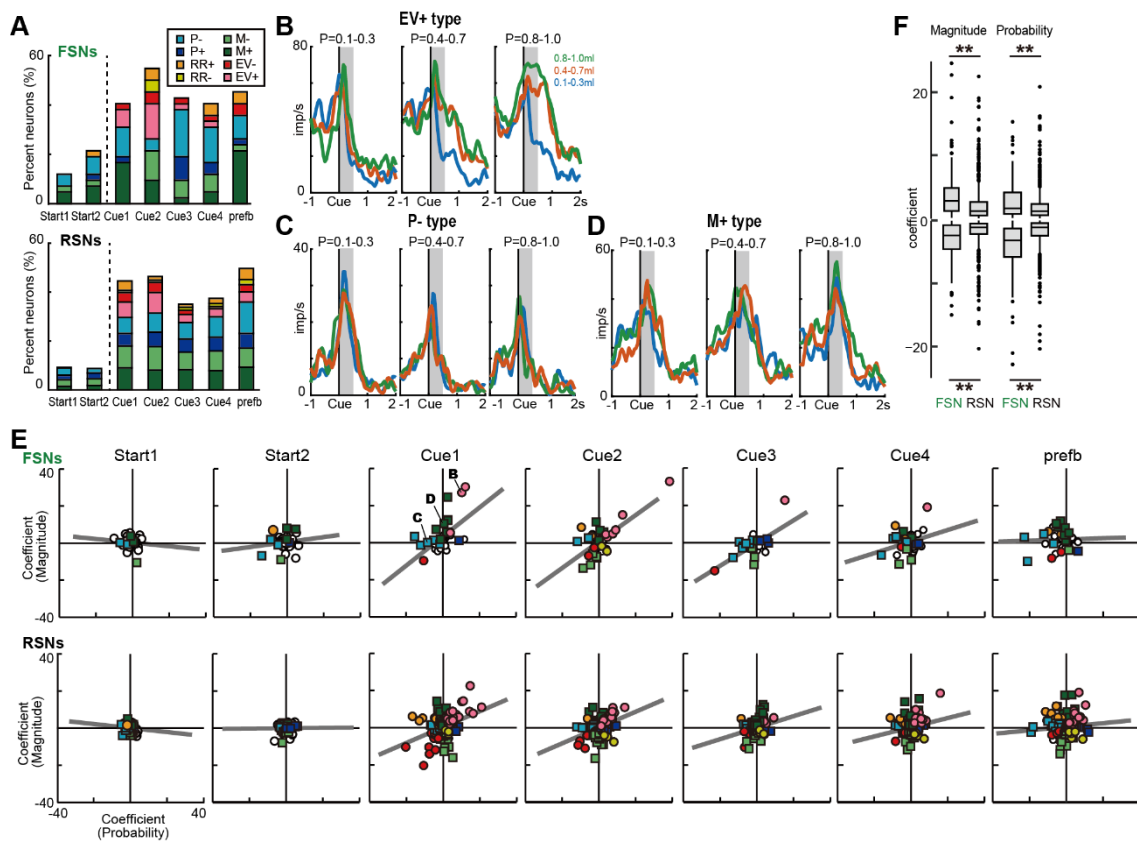 A
FSNs
P-
P+
RR+
RR-
M-
M+
EV-
EV+
60
Percent neurons (%)
0
Start1 Start2 Cue1 Cue2 Cue3 Cue4 prefb
RSNs
60
Percent neurons (%)
0
Start1 Start2 Cue1 Cue2 Cue3 Cue4 prefb
B
EV+ type
P=0.1-0.3 P=0.4-0.7 P=0.8-1.0
0.8-1.0ml
0.4-0.7ml
0.1-0.3ml
80
imp/s
0
-1 Cue 1 2 -1 Cue 1 2 -1 Cue 1 2s
C
P- type
P=0.1-0.3 P=0.4-0.7 P=0.8-1.0
40
imp/s
0
-1 Cue 1 2 -1 Cue 1 2 -1 Cue 1 2s
D
M+ type
P=0.1-0.3 P=0.4-0.7 P=0.8-1.0
60
imp/s
0
-1 Cue 1 2 -1 Cue 1 2 -1 Cue 1 2s
F
Magnitude Probability
** **
20
0
-20
coefficient
** **
FSN RSN FSN RSN
E
FSNs
Start1 Start2 Cue1 Cue2 Cue3 Cue4 prefb
40
0
-40
Coefficient
(Magnitude)
B
D
C
RSNs
40
0
-40
Coefficient
(Magnitude)
-40 0 40
Coefficient
(Probability)